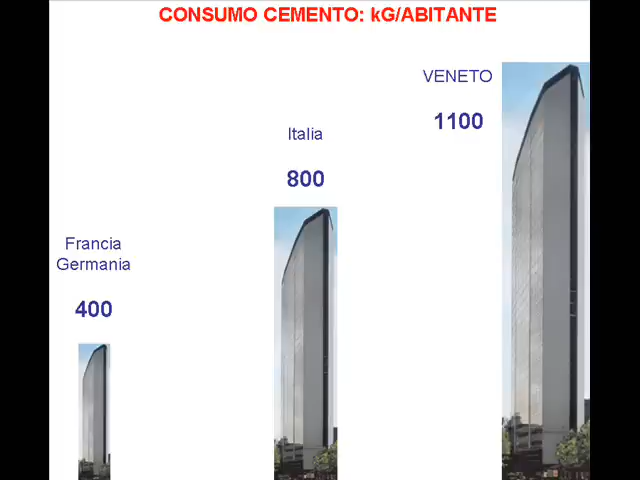 CONSUMO CEMENTO: kG/ABITANTE
VENETO
1100
Italia
800
Francia
Germania
400